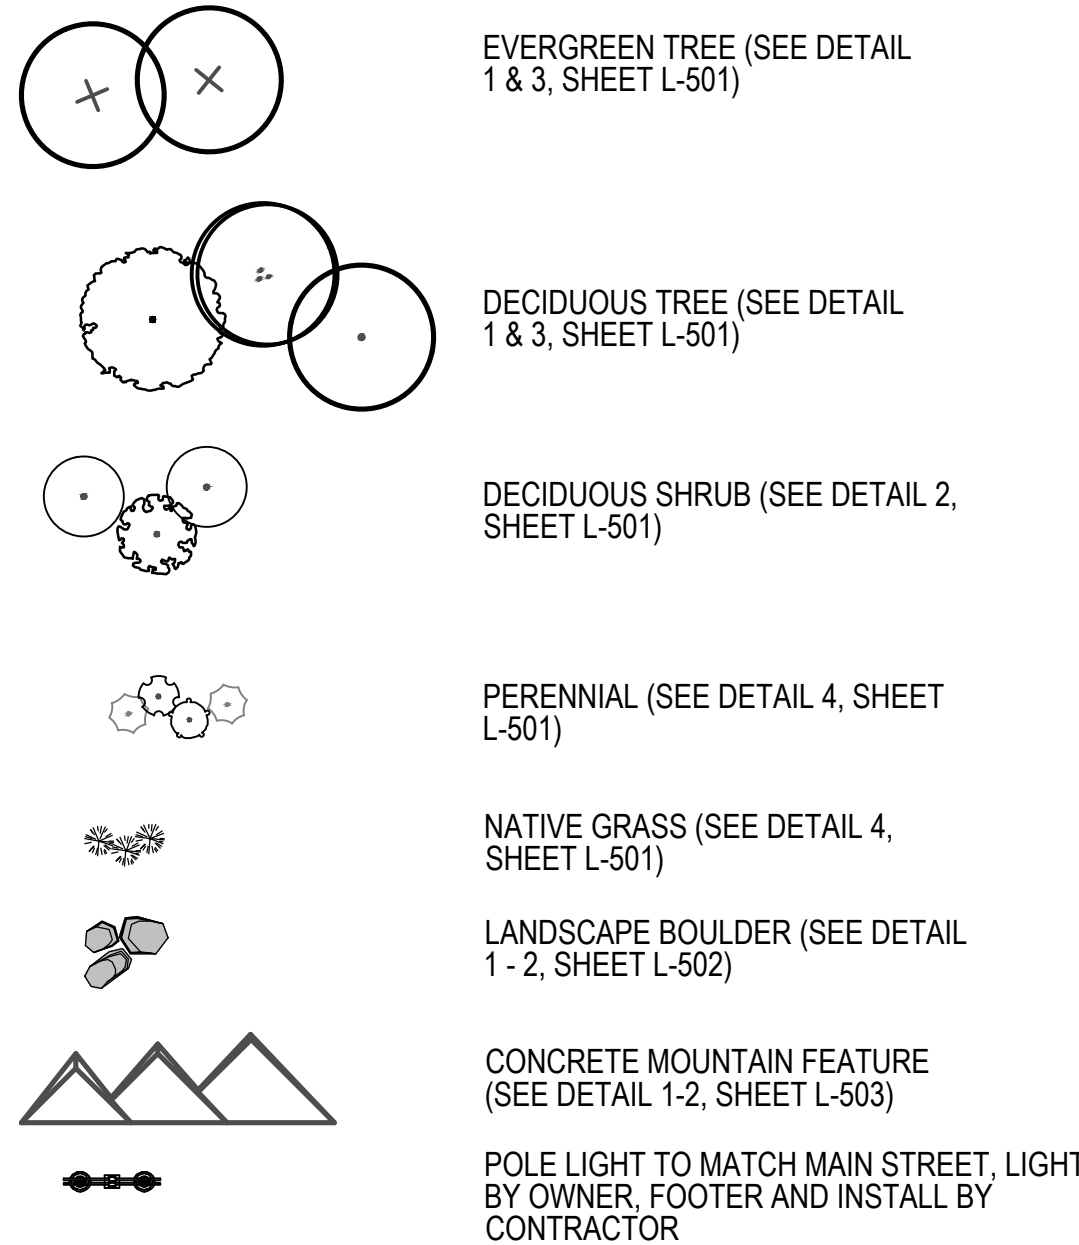 EVERGREEN TREE (SEE DETAIL
1 & 3, SHEET L-501)
DECIDUOUS TREE (SEE DETAIL
1 & 3, SHEET L-501)
DECIDUOUS SHRUB (SEE DETAIL 2,
SHEET L-501)
PERENNIAL (SEE DETAIL 4, SHEET
L-501)
NATIVE GRASS (SEE DETAIL 4,
SHEET L-501)
LANDSCAPE BOULDER (SEE DETAIL
1 - 2, SHEET L-502)
CONCRETE MOUNTAIN FEATURE
(SEE DETAIL 1-2, SHEET L-503)
POLE LIGHT TO MATCH MAIN STREET, LIGHT
BY OWNER, FOOTER AND INSTALL BY
CONTRACTOR